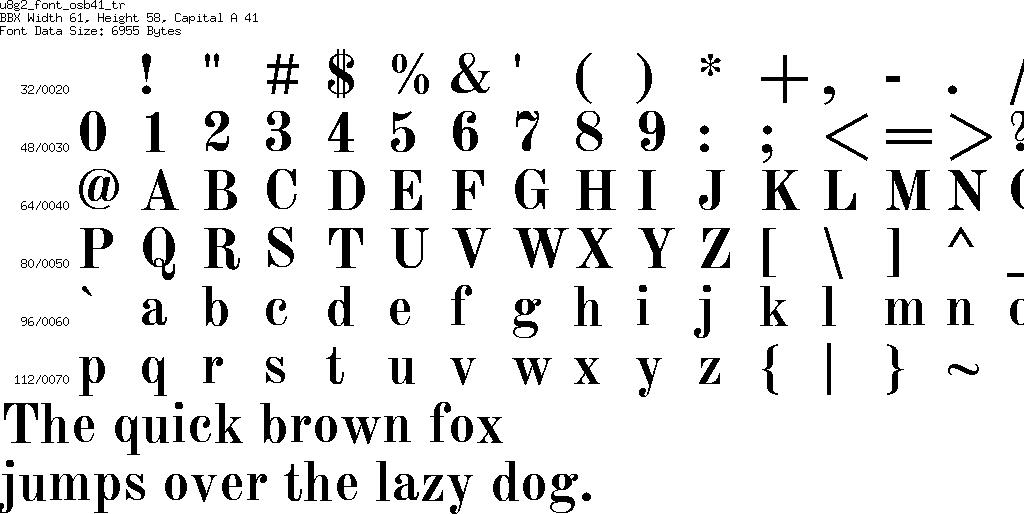 u8g2_font_osb41_tr
BBX Width 61, Height 58, Capital A 41
Font Data Size: 6955 Bytes
32/0020 ! " # $ % & ' ( ) * + , - . /
48/0030 0 1 2 3 4 5 6 7 8 9 : ; < = > ?
64/0040 @ A B C D E F G H I J K L M N O
80/0050 P Q R S T U V W X Y Z [ \ ] ^ _
96/0060 ` a b c d e f g h i j k l m n o
112/0070 p q r s t u v w x y z { | } ~
The quick brown fox
jumps over the lazy dog.